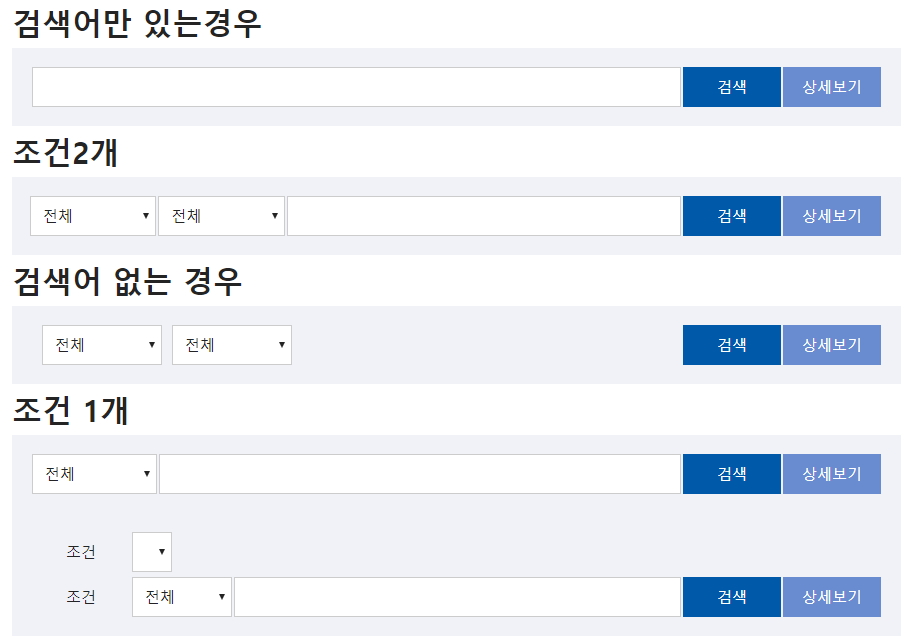 검색어만 있는경우
검색 상세보기
조건2개
전체 전체 검색 상세보기
검색어 없는 경우
전체 전체 검색 상세보기
조건 1개
전체 검색 상세보기
조건
조건 전체 검색 상세보기